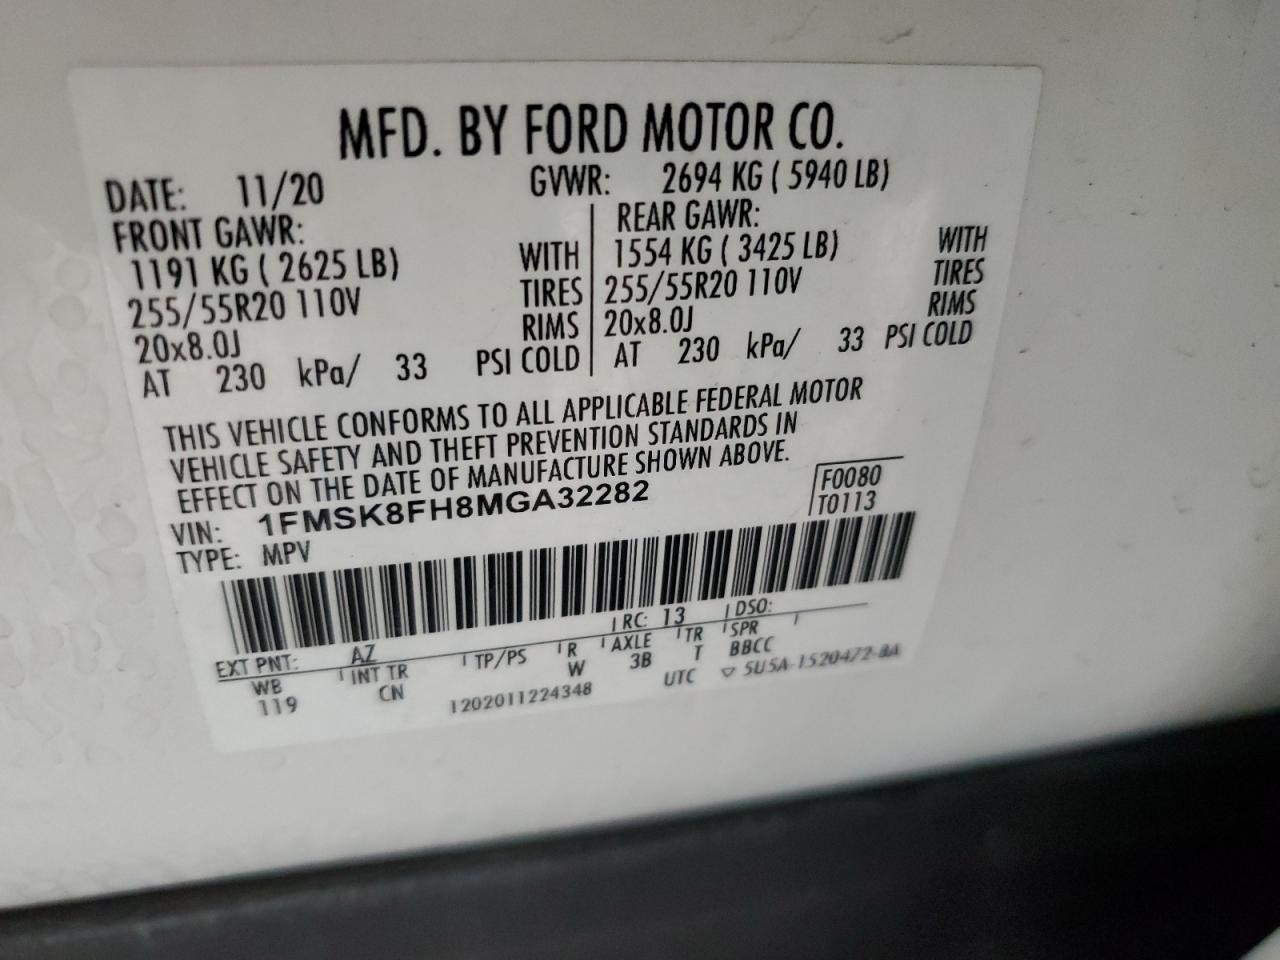 MFD. BY FORD MOTOR CO.
DATE: 11/20 GVWR: 2694 KG ( 5940 LB)
FRONT GAWR: REAR GAWR:
1191 KG ( 2625 LB) WITH 1554 KG ( 3425 LB) WITH
255/55R20 110V TIRES 255/55R20 110V TIRES
20x8.0J RIMS 20x8.0J RIMS
AT 230 kPa/ 33 PSI COLD AT 230 kPa/ 33 PSI COLD
THIS VEHICLE CONFORMS TO ALL APPLICABLE FEDERAL MOTOR
VEHICLE SAFETY AND THEFT PREVENTION STANDARDS IN
EFFECT ON THE DATE OF MANUFACTURE SHOWN ABOVE.
VIN: 1FMSK8FH8MGA32282 F0080
TYPE: MPV T0113
EXT PNT: AZ RC: 13 DSO:
WB INT TR TP/PS R AXLE TR SPR
119 CN W 3B T BBCC
1202011224348 UTC ▽ 5U5A-1520472-BA